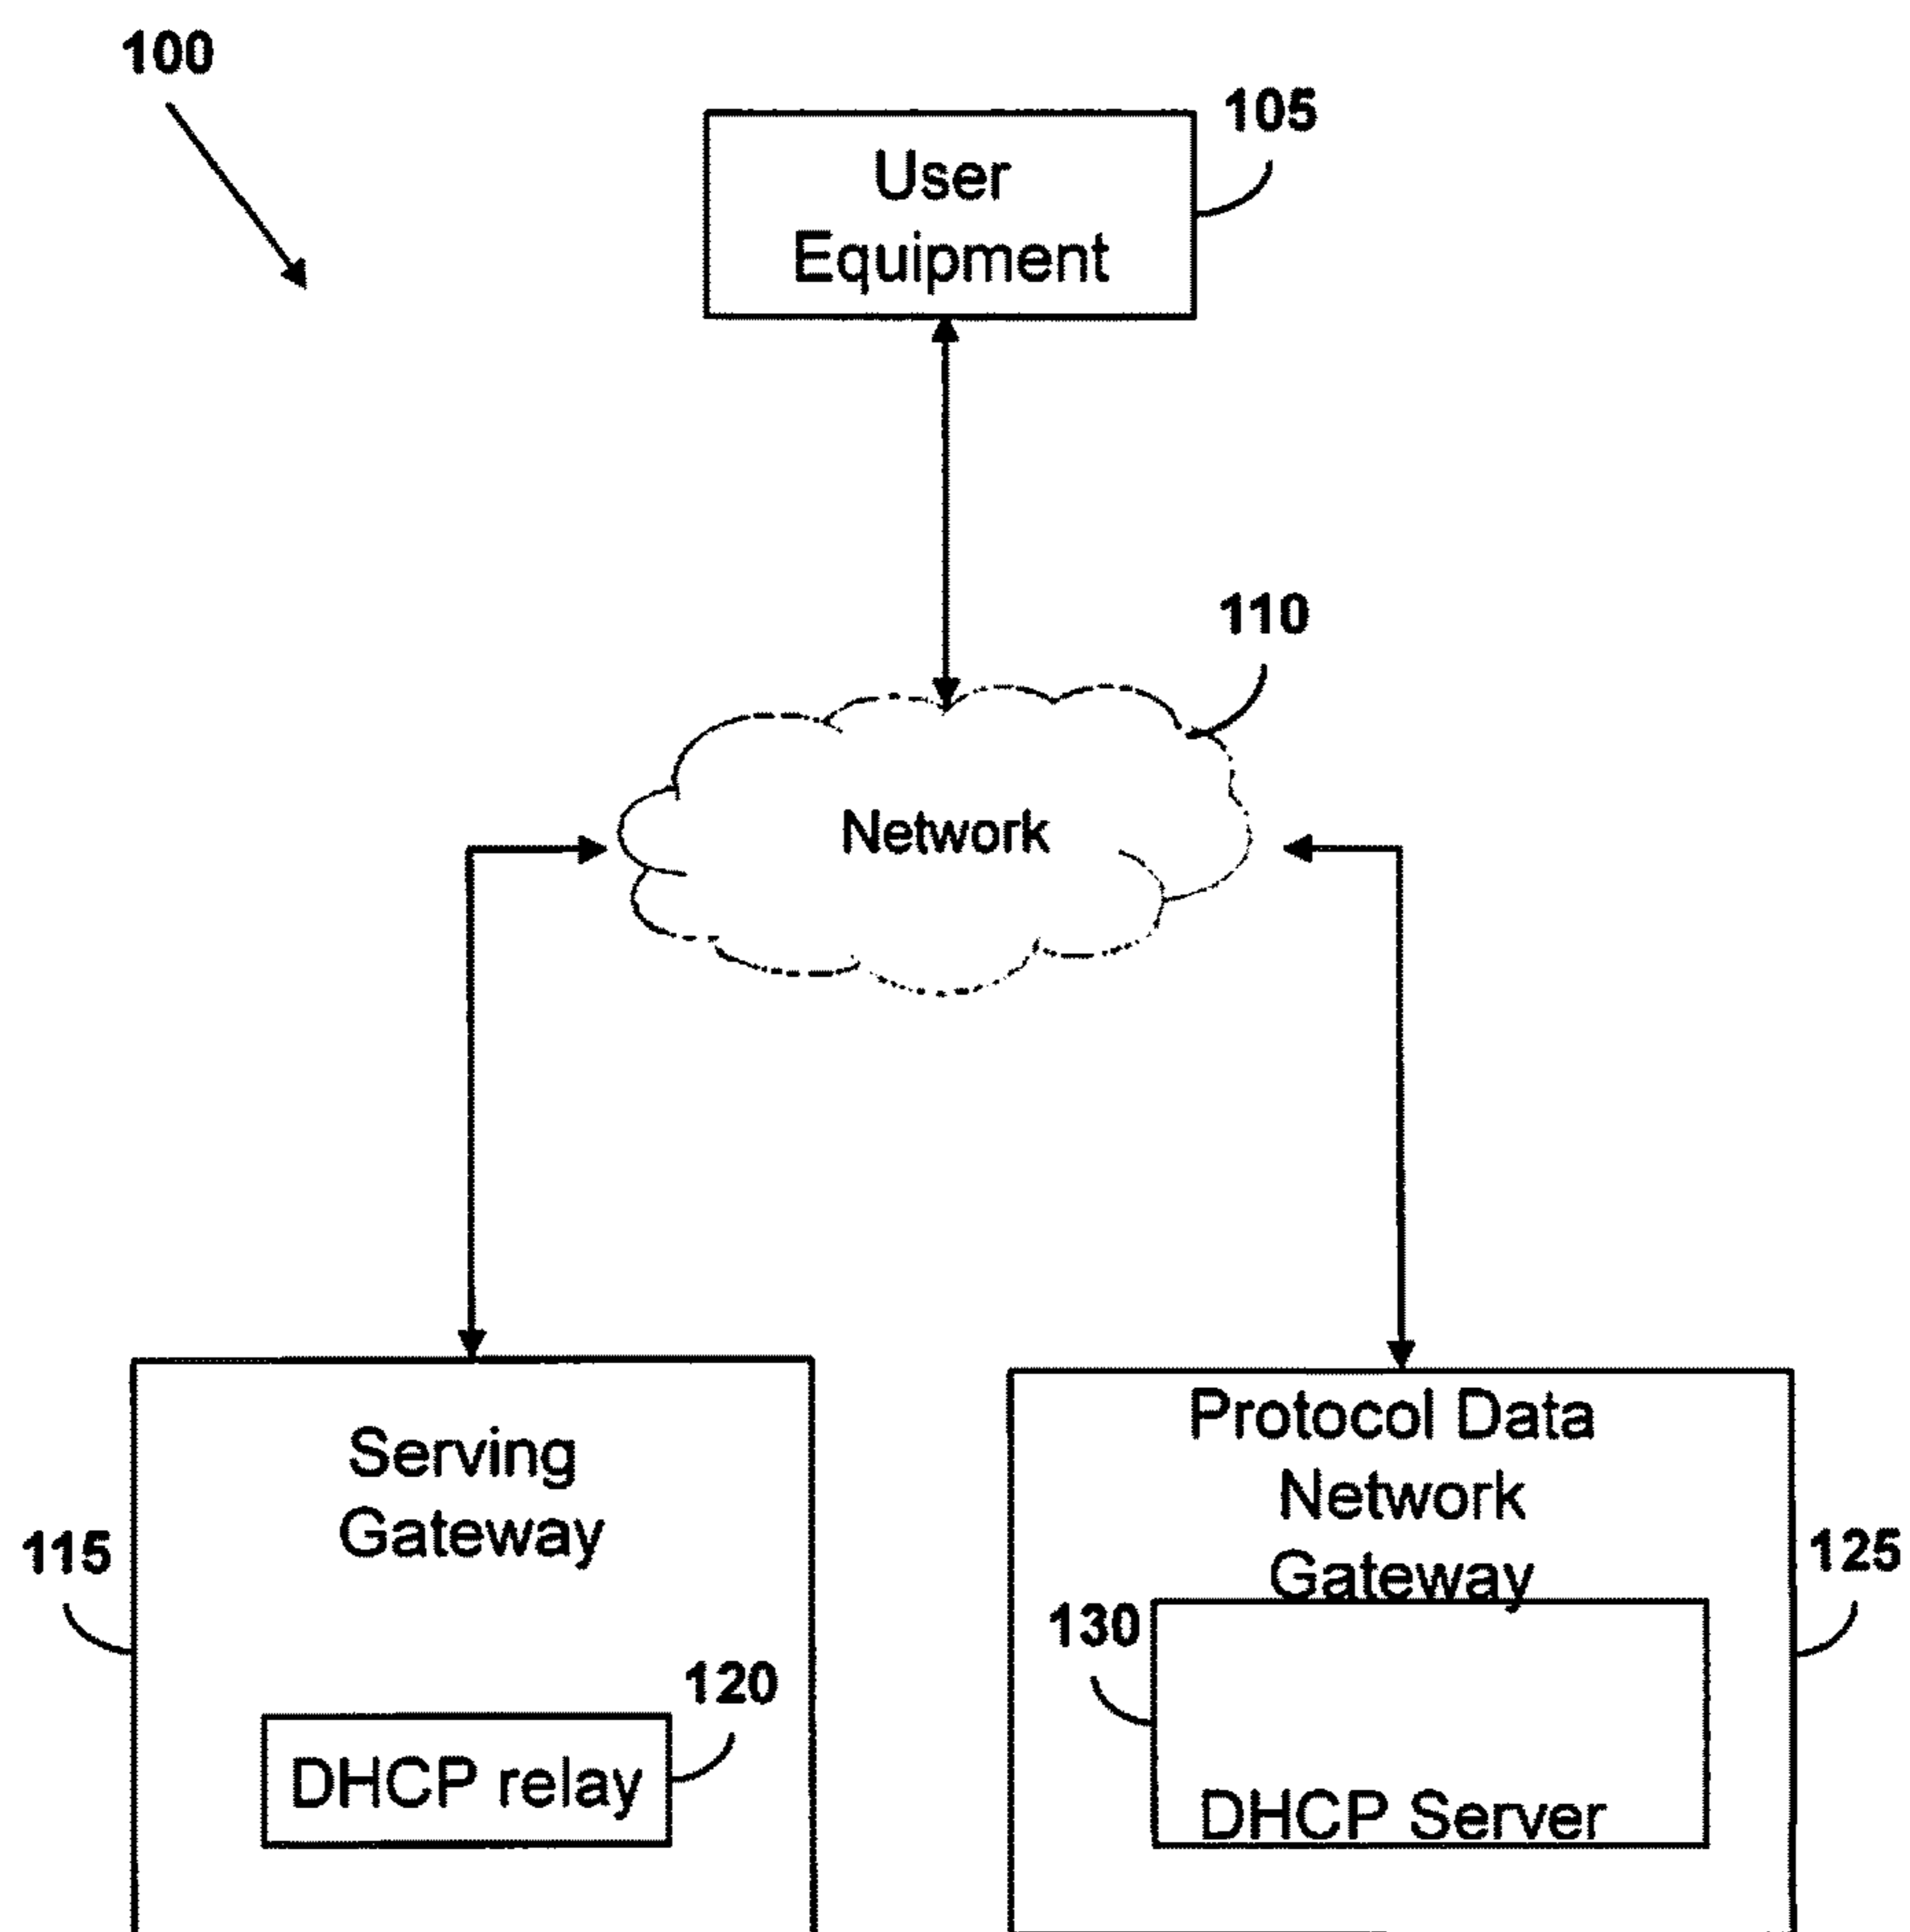 100
105
User
Equipment
110
Network
Serving
Gateway
115
120
DHCP relay
Protocol Data
Network
Gateway
125
130
DHCP Server